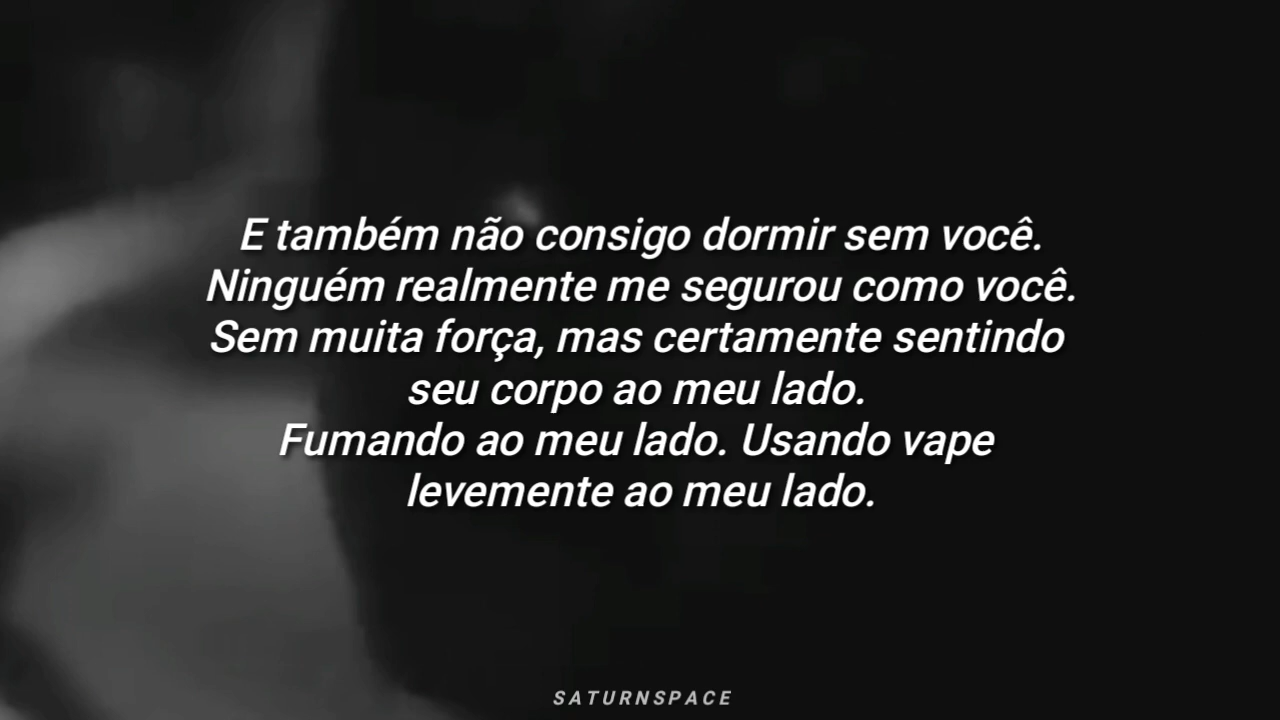 E também não consigo dormir sem você.
Ninguém realmente me segurou como você.
Sem muita força, mas certamente sentindo
seu corpo ao meu lado.
Fumando ao meu lado. Usando vape
levemente ao meu lado.
SATURNSPACE